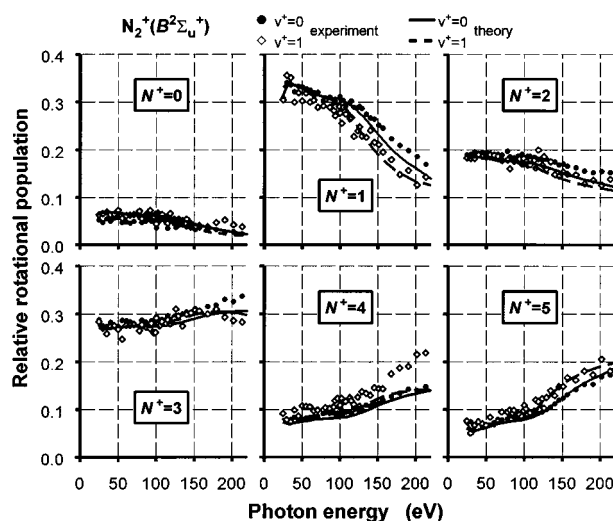 N₂⁺(B²Σᵤ⁺)
● v⁺=0 experiment — v⁺=0 theory
◇ v⁺=1 - - v⁺=1
Relative rotational population
0.4
0.3
0.2
0.1
0.0
N⁺=0
N⁺=1
N⁺=2
0.4
0.3
0.2
0.1
0.0
N⁺=3
N⁺=4
N⁺=5
0 50 100 150 200 0 50 100 150 200 0 50 100 150 200
Photon energy (eV)